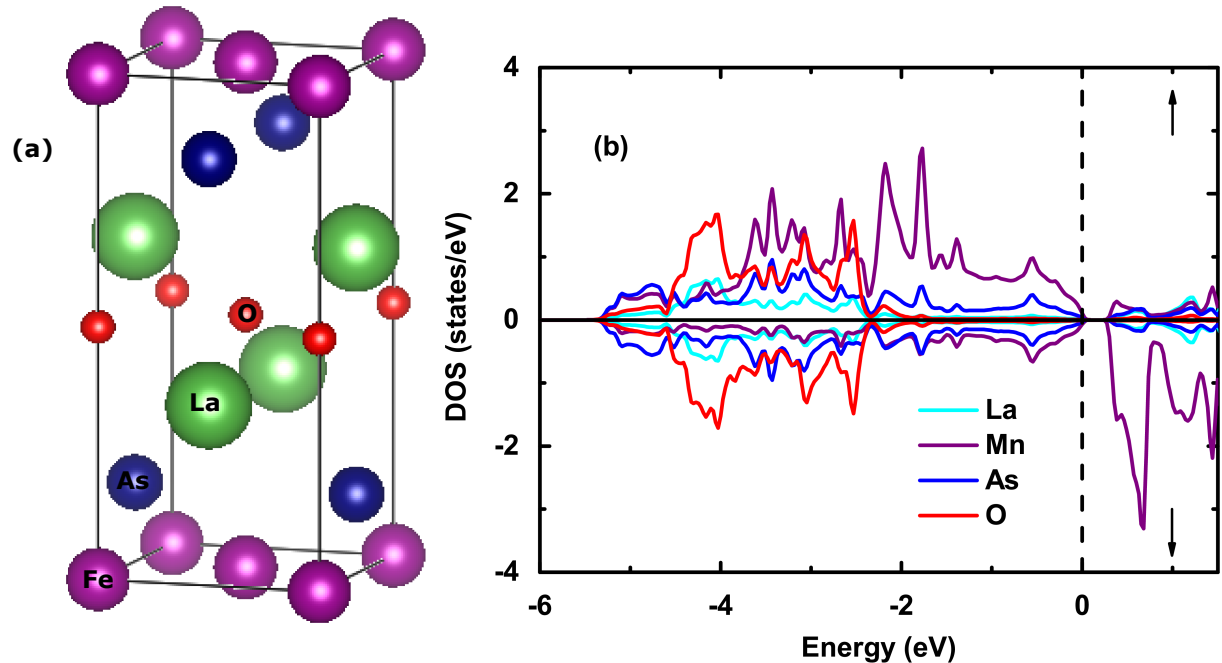 (a)
O
La
As
Fe
(b)
4
2
0
-2
-4
DOS (states/eV)
La
Mn
As
O
-6
-4
-2
0
Energy (eV)